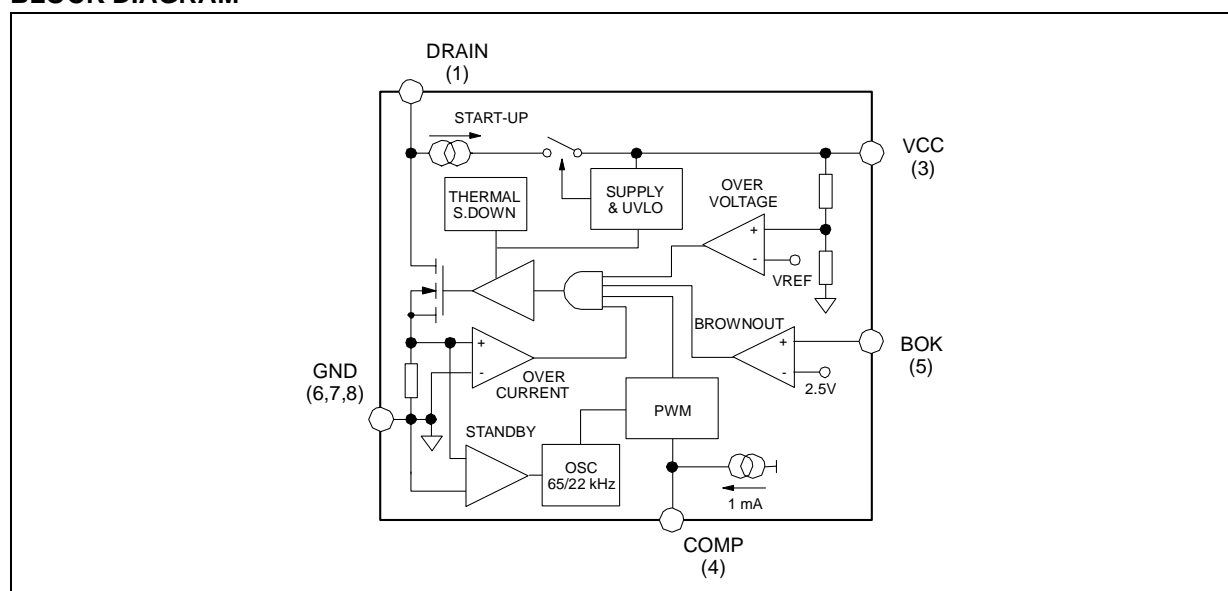 BLOCK DIAGRAM
DRAIN
(1)
START-UP
VCC
(3)
THERMAL
S.DOWN
SUPPLY
& UVLO
OVER
VOLTAGE
+
-
VREF
BROWNOUT
+
-
2.5V
BOK
(5)
GND
(6,7,8)
+
-
OVER
CURRENT
PWM
STANDBY
OSC
65/22 kHz
1 mA
COMP
(4)